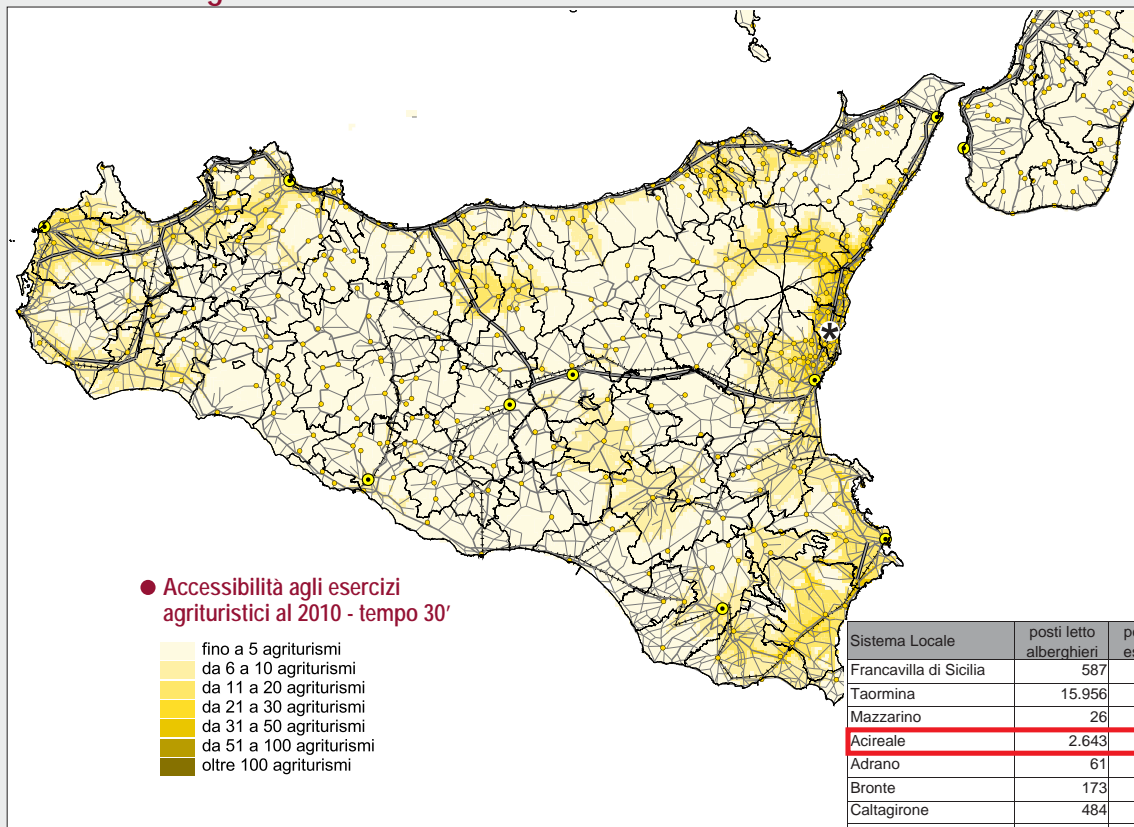 ● Accessibilità agli esercizi
agrituristici al 2010 - tempo 30'
fino a 5 agriturismi
da 6 a 10 agriturismi
da 11 a 20 agriturismi
da 21 a 30 agriturismi
da 31 a 50 agriturismi
da 51 a 100 agriturismi
oltre 100 agriturismi
*
Sistema Locale posti letto alberghieri
Francavilla di Sicilia 587
Taormina 15.956
Mazzarino 26
Acireale 2.643
Adrano 61
Bronte 173
Caltagirone 484